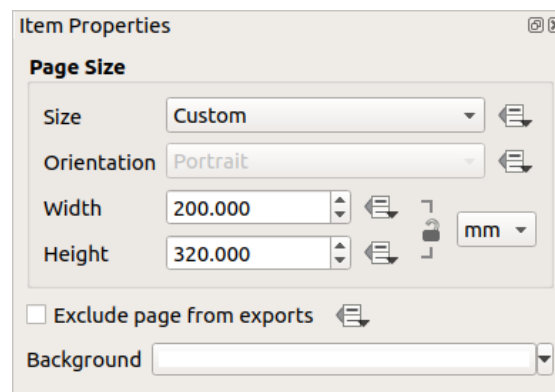 Item Properties
Page Size
Size Custom
Orientation Portrait
Width 200.000
mm
Height 320.000
Exclude page from exports
Background